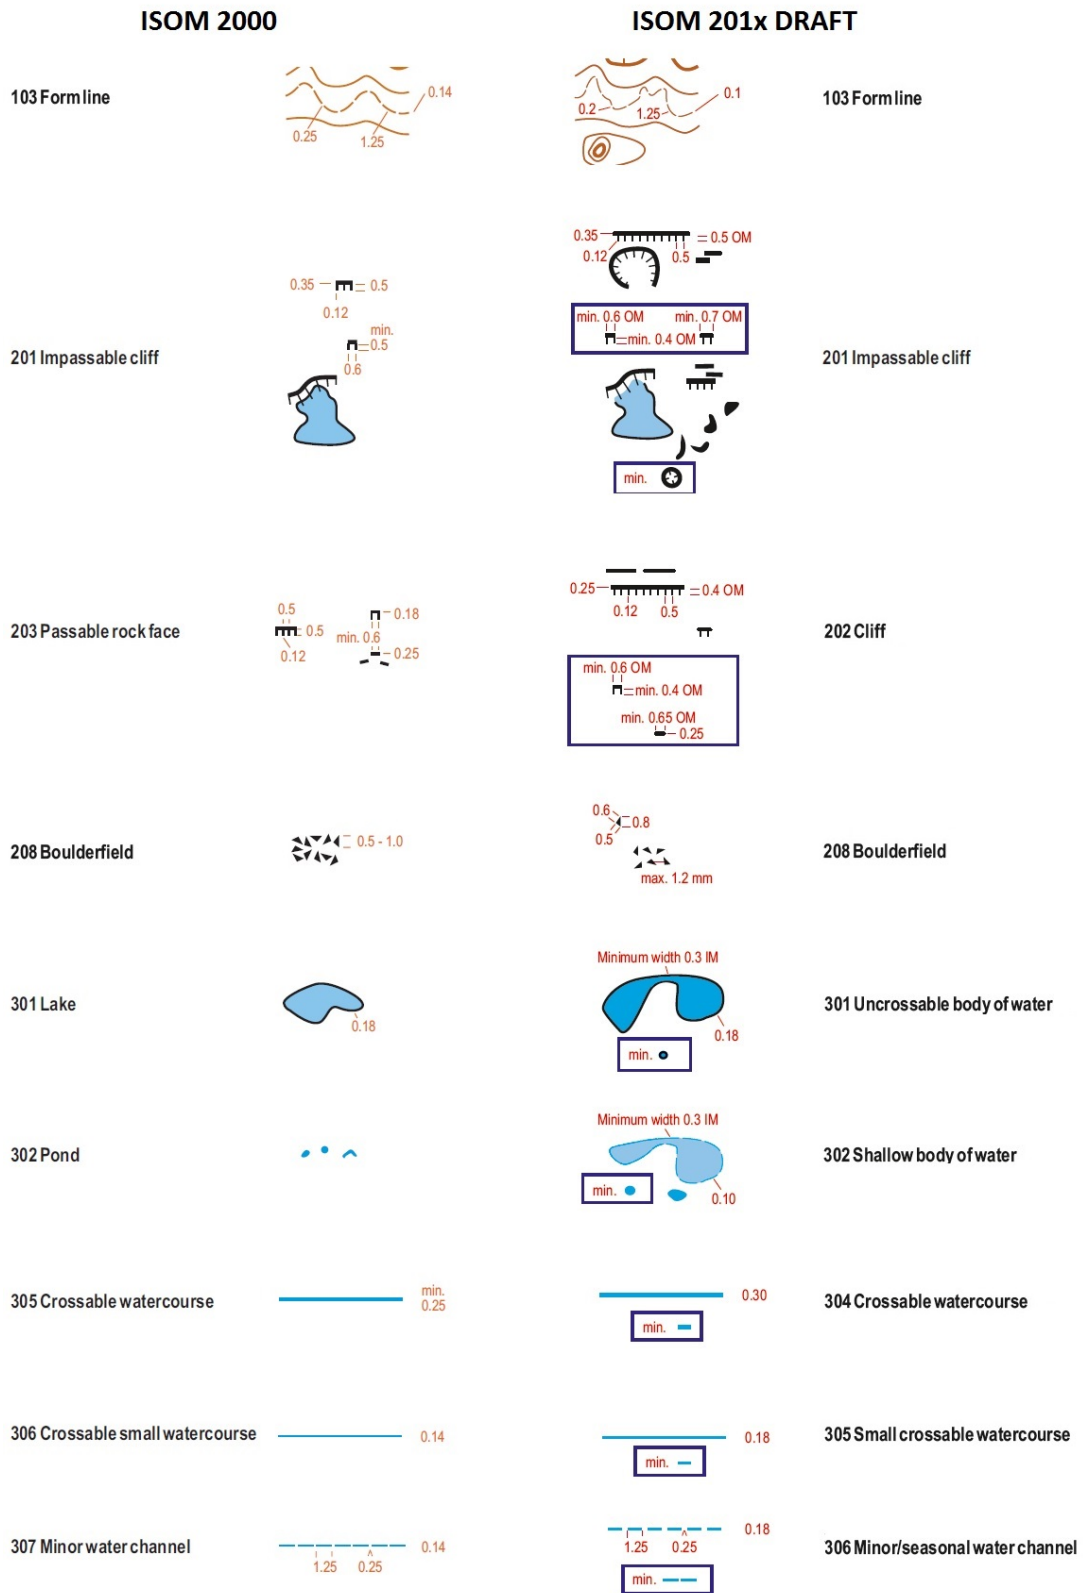 ISOM 2000
ISOM 201x DRAFT
103 Form line
0.14
0.25
1.25
0.1
0.2
1.25
103 Form line
0.35
0.5
0.12
min.
0.5
0.6
201 Impassable cliff
0.35
0.5 OM
0.12
0.5
min. 0.6 OM
min. 0.7 OM
min. 0.4 OM
min.
201 Impassable cliff
203 Passable rock face
0.5
0.5
0.12
0.18
min. 0.6
0.25
0.25
0.4 OM
0.12
0.5
min. 0.6 OM
min. 0.4 OM
min. 0.65 OM
0.25
202 Cliff
208 Boulderfield
0.5 - 1.0
0.6
0.8
0.5
max. 1.2 mm
208 Boulderfield
301 Lake
0.18
Minimum width 0.3 IM
0.18
min.
301 Uncrossable body of water
302 Pond
Minimum width 0.3 IM
min.
0.10
302 Shallow body of water
305 Crossable watercourse
min.
0.25
0.30
min.
304 Crossable watercourse
306 Crossable small watercourse
0.14
0.18
min.
305 Small crossable watercourse
307 Minor water channel
0.14
1.25
0.25
0.18
1.25
0.25
min.
306 Minor/seasonal water channel